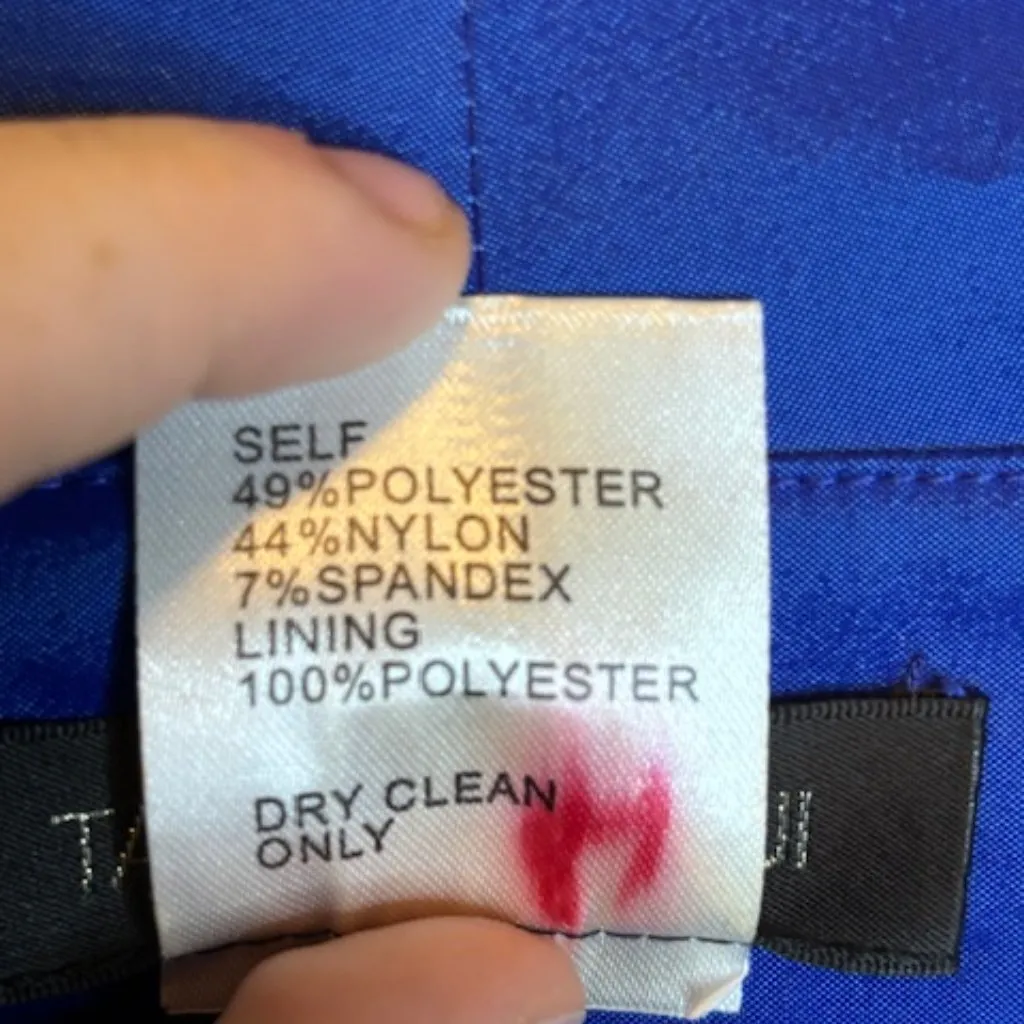 SELF
49%POLYESTER
44%NYLON
7%SPANDEX
LINING
100%POLYESTER
DRY CLEAN
ONLY
H